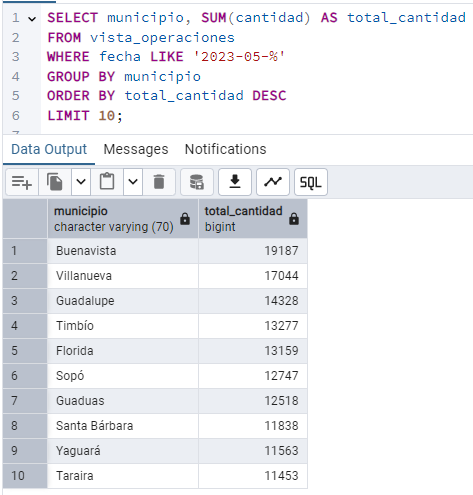 1 SELECT municipio, SUM(cantidad) AS total_cantidad
2 FROM vista_operaciones
3 WHERE fecha LIKE '2023-05-%'
4 GROUP BY municipio
5 ORDER BY total_cantidad DESC
6 LIMIT 10;
7
Data Output Messages Notifications
SQL
municipio total_cantidad
character varying (70) bigint
1 Buenavista 19187
2 Villanueva 17044
3 Guadalupe 14328
4 Timbío 13277
5 Florida 13159
6 Sopó 12747
7 Guaduas 12518
8 Santa Bárbara 11838
9 Yaguará 11563
10 Taraira 11453